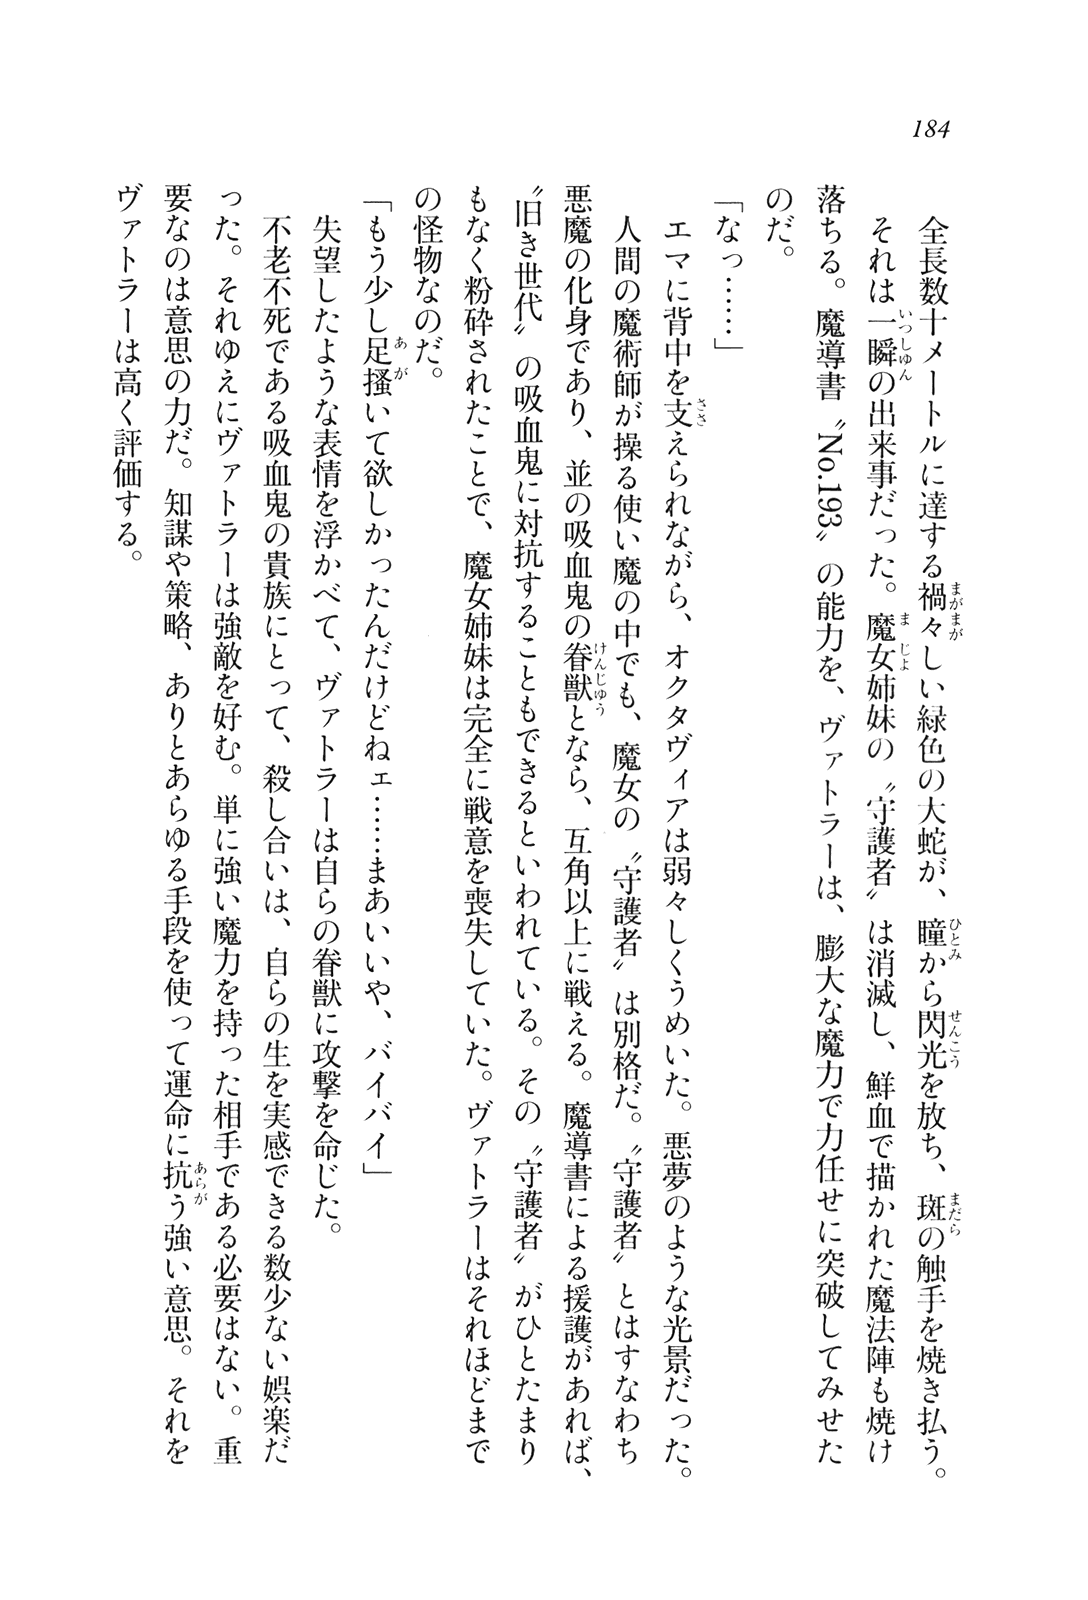 184
全長数十メートルに達する禍々しい緑色の大蛇が、瞳から閃光を放ち、斑の触手を焼き払う。
それは一瞬の出来事だった。魔女姉妹の〝守護者〟は消滅し、鮮血で描かれた魔法陣も焼け
落ちる。魔導書〝No.193〟の能力を、ヴァトラーは、膨大な魔力で力任せに突破してみせた
のだ。
「なっ……」
エマに背中を支えられながら、オクタヴィアは弱々しくうめいた。悪夢のような光景だった。
人間の魔術師が操る使い魔の中でも、魔女の〝守護者〟は別格だ。〝守護者〟とはすなわち
悪魔の化身であり、並の吸血鬼の眷獣となら、互角以上に戦える。魔導書による援護があれば、
〝旧き世代〟の吸血鬼に対抗することもできるといわれている。その〝守護者〟がひとたまり
もなく粉砕されたことで、魔女姉妹は完全に戦意を喪失していた。ヴァトラーはそれほどまで
の怪物なのだ。
「もう少し足掻いて欲しかったんだけどねェ……まあいいや、バイバイ」
失望したような表情を浮かべて、ヴァトラーは自らの眷獣に攻撃を命じた。
不老不死である吸血鬼の貴族にとって、殺し合いは、自らの生を実感できる数少ない娯楽だ
った。それゆえにヴァトラーは強敵を好む。単に強い魔力を持った相手である必要はない。重
要なのは意思の力だ。知謀や策略、ありとあらゆる手段を使って運命に抗う強い意思。それを
ヴァトラーは高く評価する。